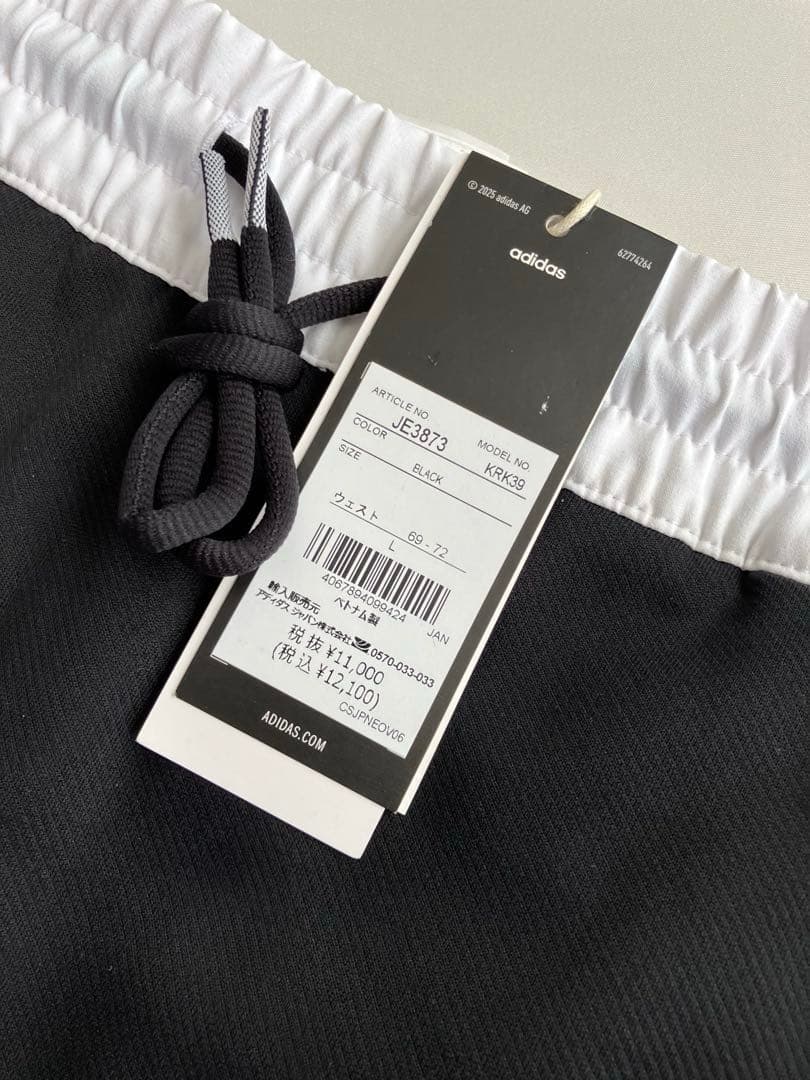 © 2025 adidas AG
62774264
adidas
ARTICLE NO. JE3873 MODEL NO. KRK39
COLOR BLACK
SIZE
ウェスト 69 - 72
L
4067894099424
JAN
ベトナム製
輸入販売元
アディダス ジャパン株式会社 0570-033-033
税抜 ¥11,000
(税込 ¥12,100)
CSJPNEOV06
ADIDAS.COM